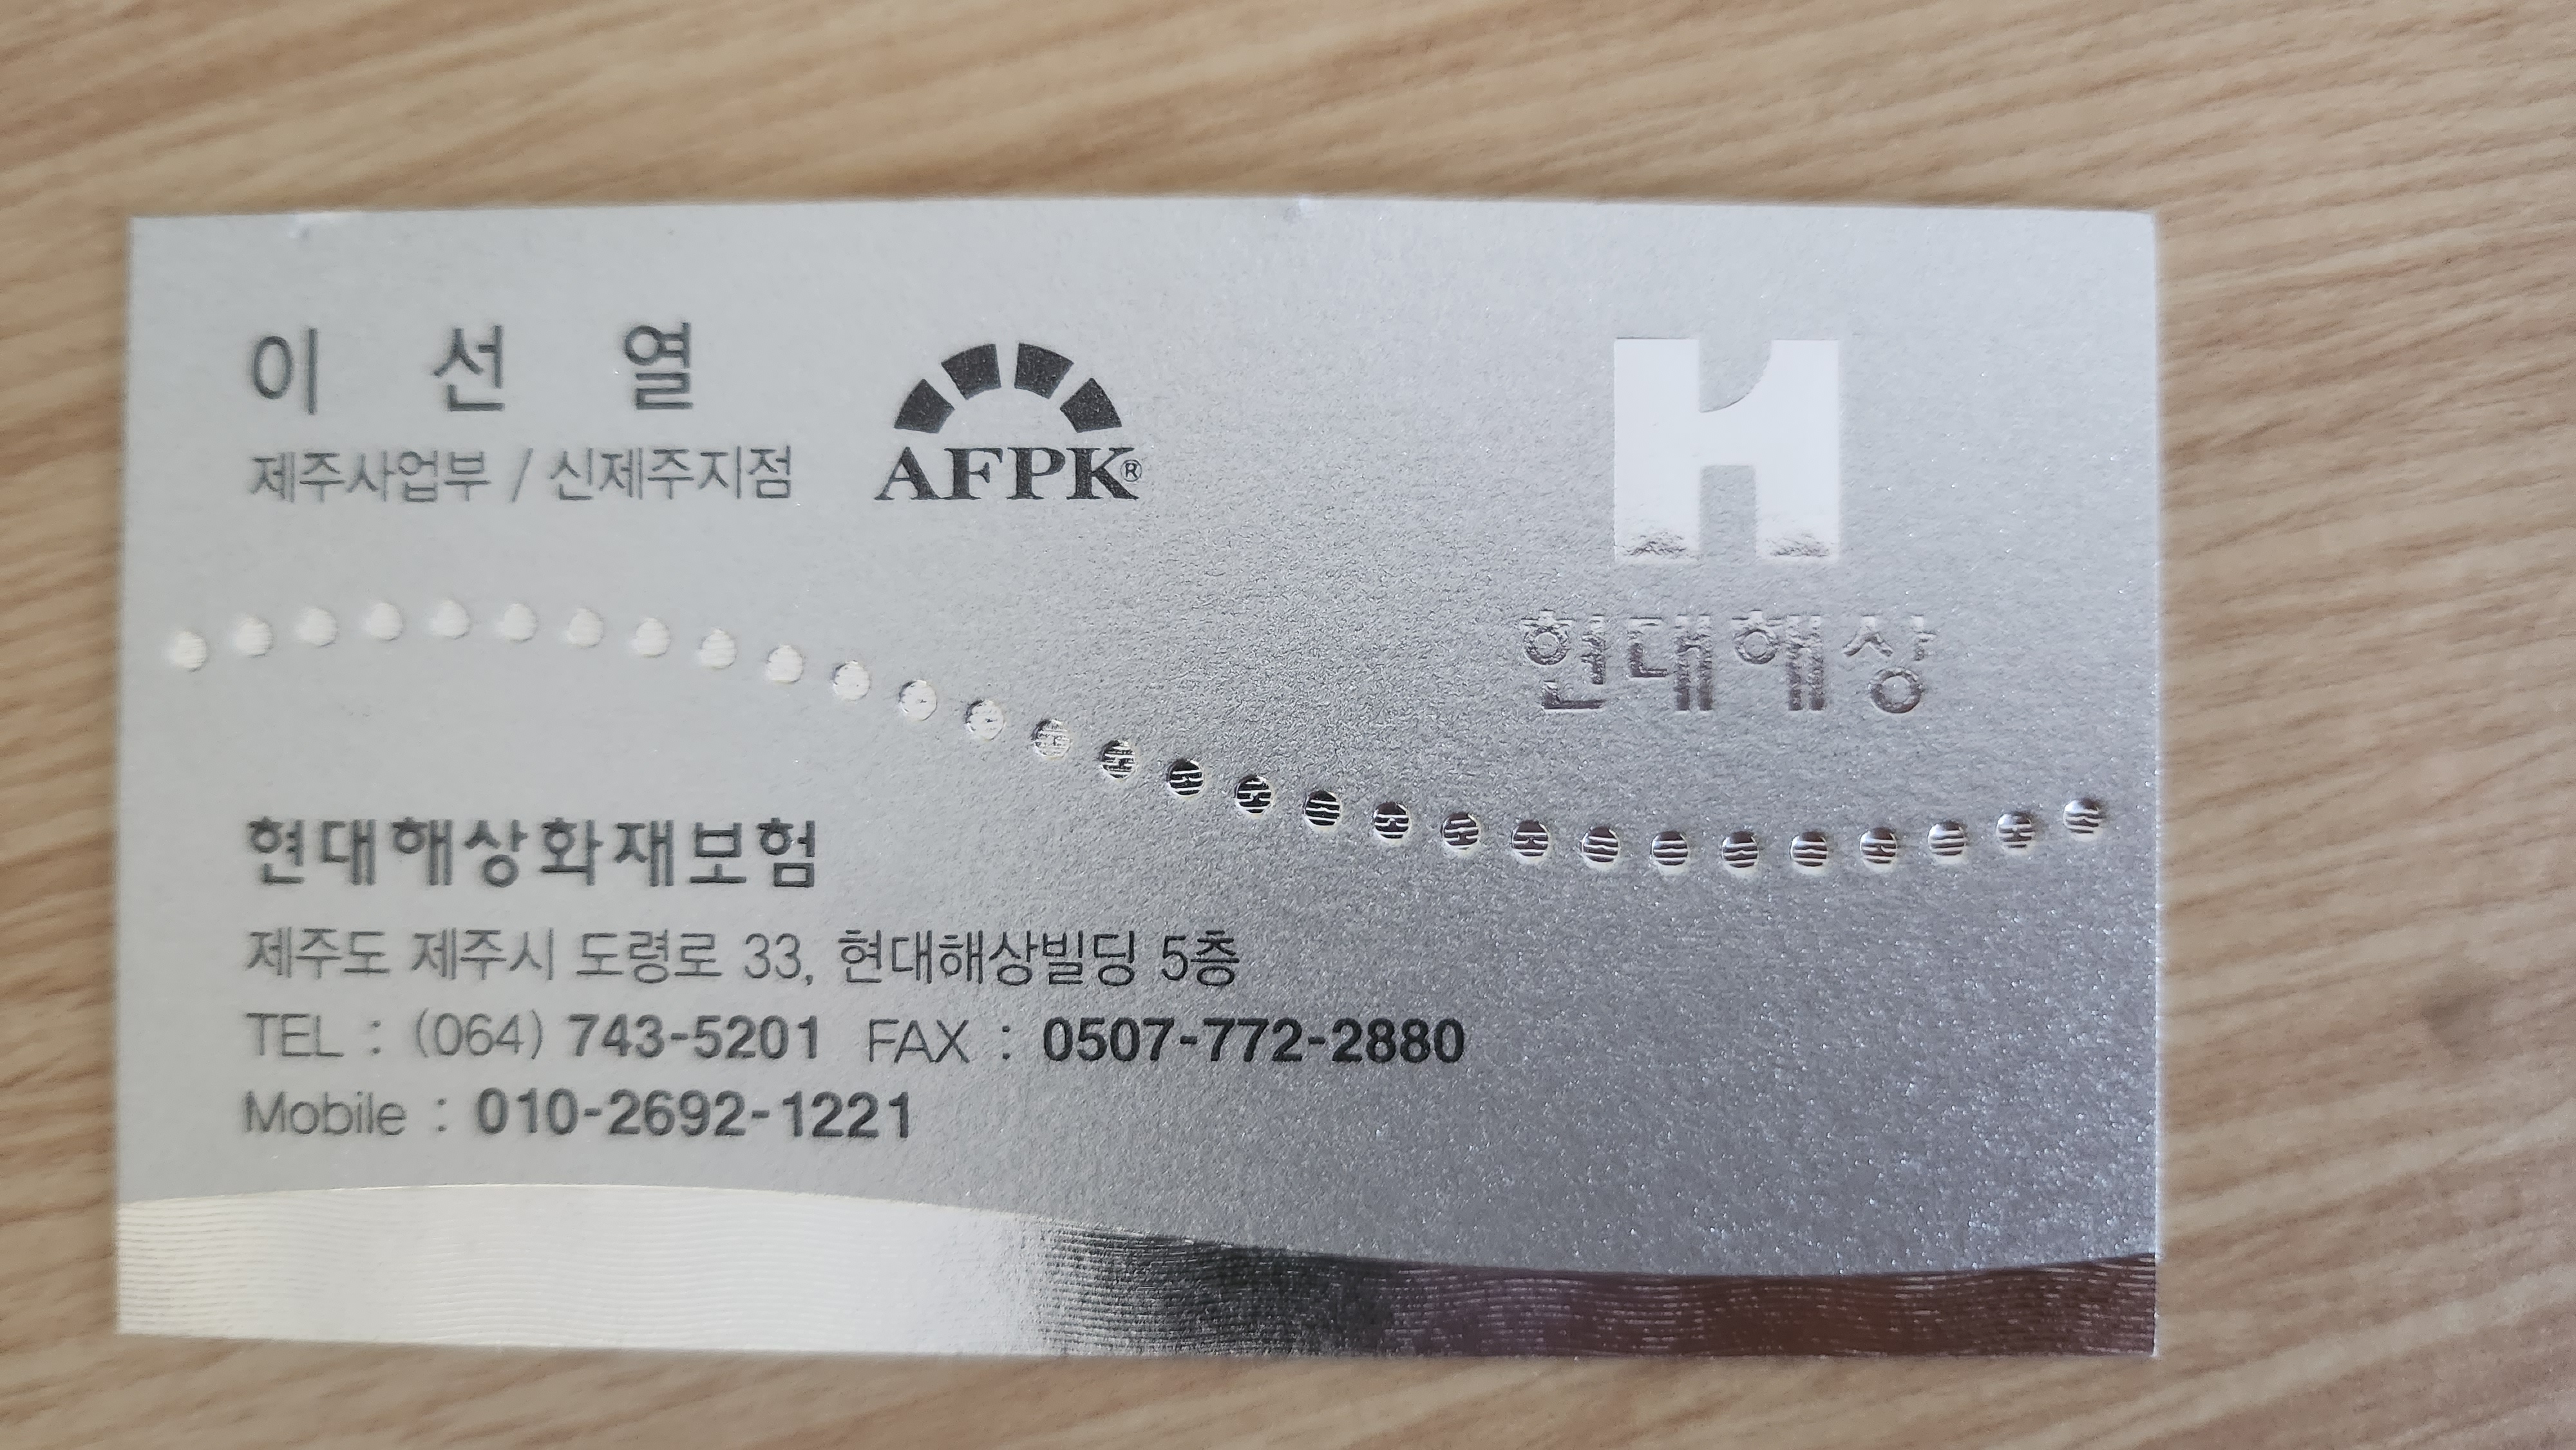 이 선 열
제주사업부 / 신제주지점
AFPK®
현대해상
현대해상화재보험
제주도 제주시 도령로 33, 현대해상빌딩 5층
TEL : (064) 743-5201 FAX : 0507-772-2880
Mobile : 010-2692-1221